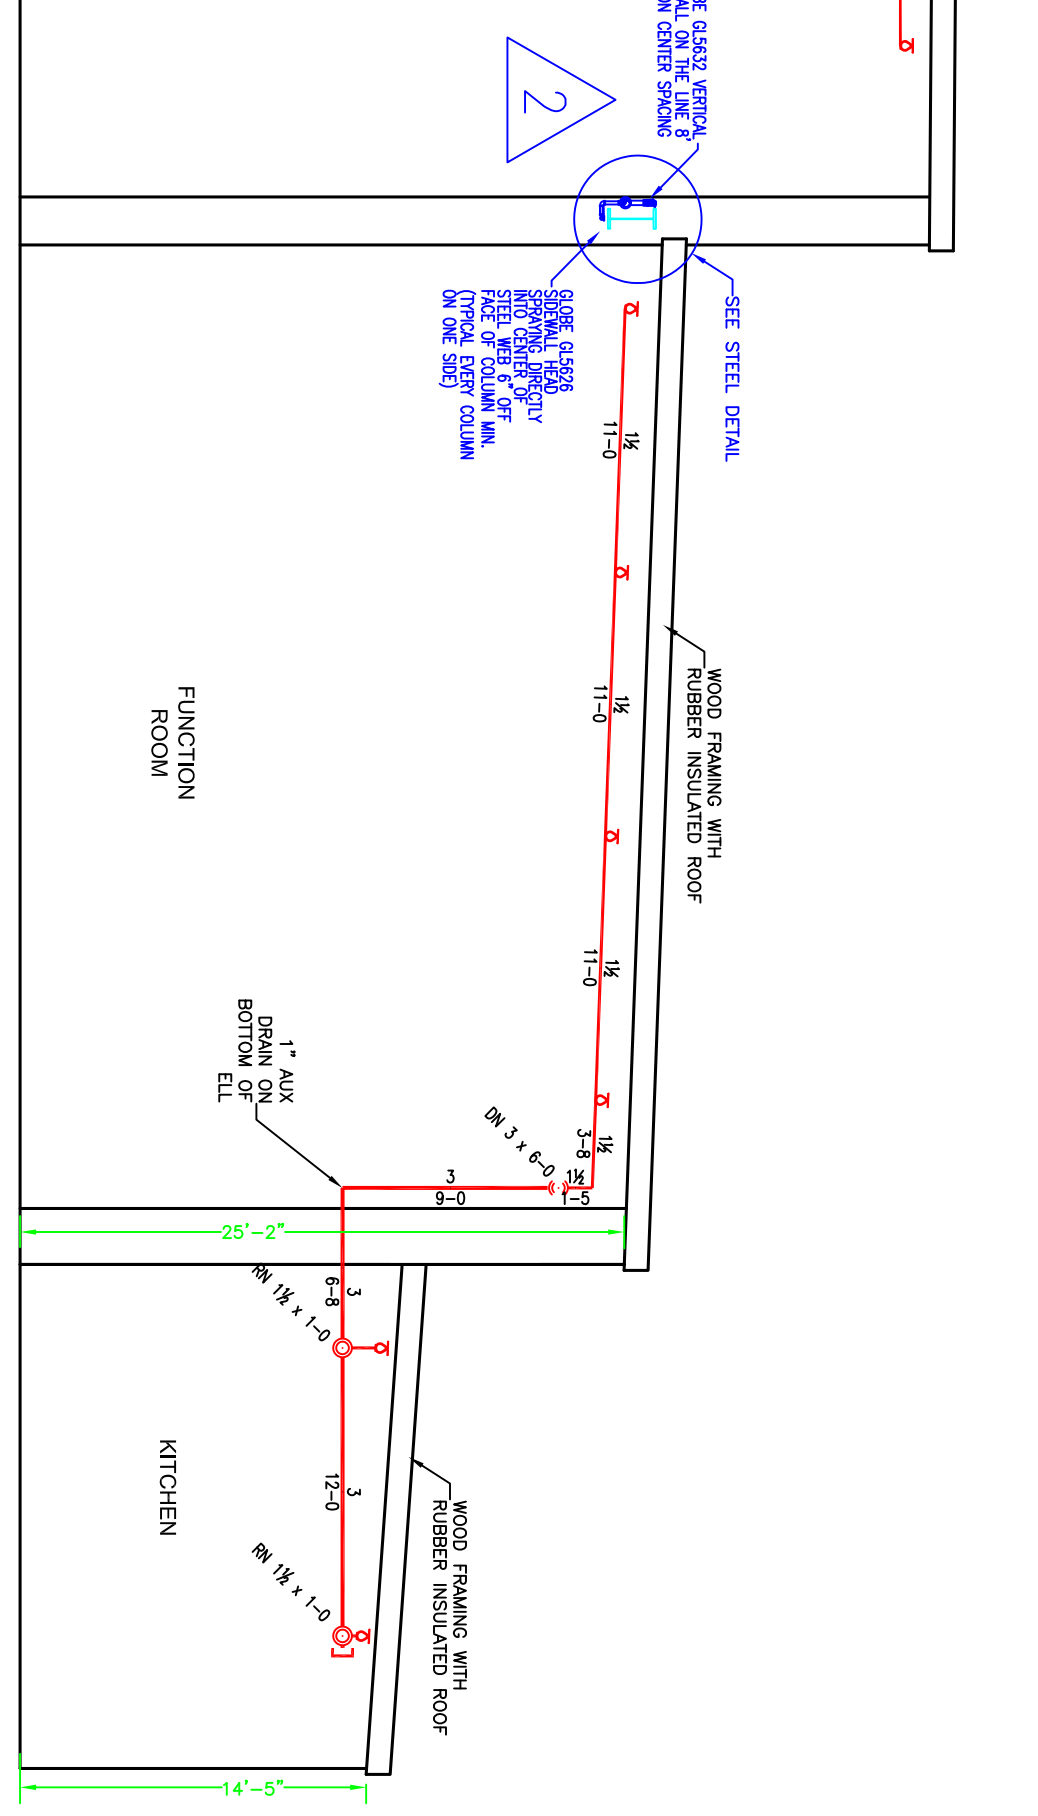 BE GL5632 VERTICAL
ALL ON THE LINE 8'
ON CENTER SPACING
2
SEE STEEL DETAIL
GLOBE GL5626
SIDEWALL HEAD
SPRAYING DIRECTLY
INTO CENTER OF
STEEL WEB 6" OFF
FACE OF COLUMN MIN.
(TYPICAL EVERY COLUMN
ON ONE SIDE)
1½
11-0
WOOD FRAMING WITH
RUBBER INSULATED ROOF
1½
11-0
FUNCTION
ROOM
1½
11-0
1" AUX
DRAIN ON
BOTTOM OF
ELL
DN 3 x 6-0
1½
3-8
1½
1-5
3
9-0
25'-2"
RN 1½ x 1-0
3
6-8
KITCHEN
3
12-0
WOOD FRAMING WITH
RUBBER INSULATED ROOF
RN 1½ x 1-0
14'-5"